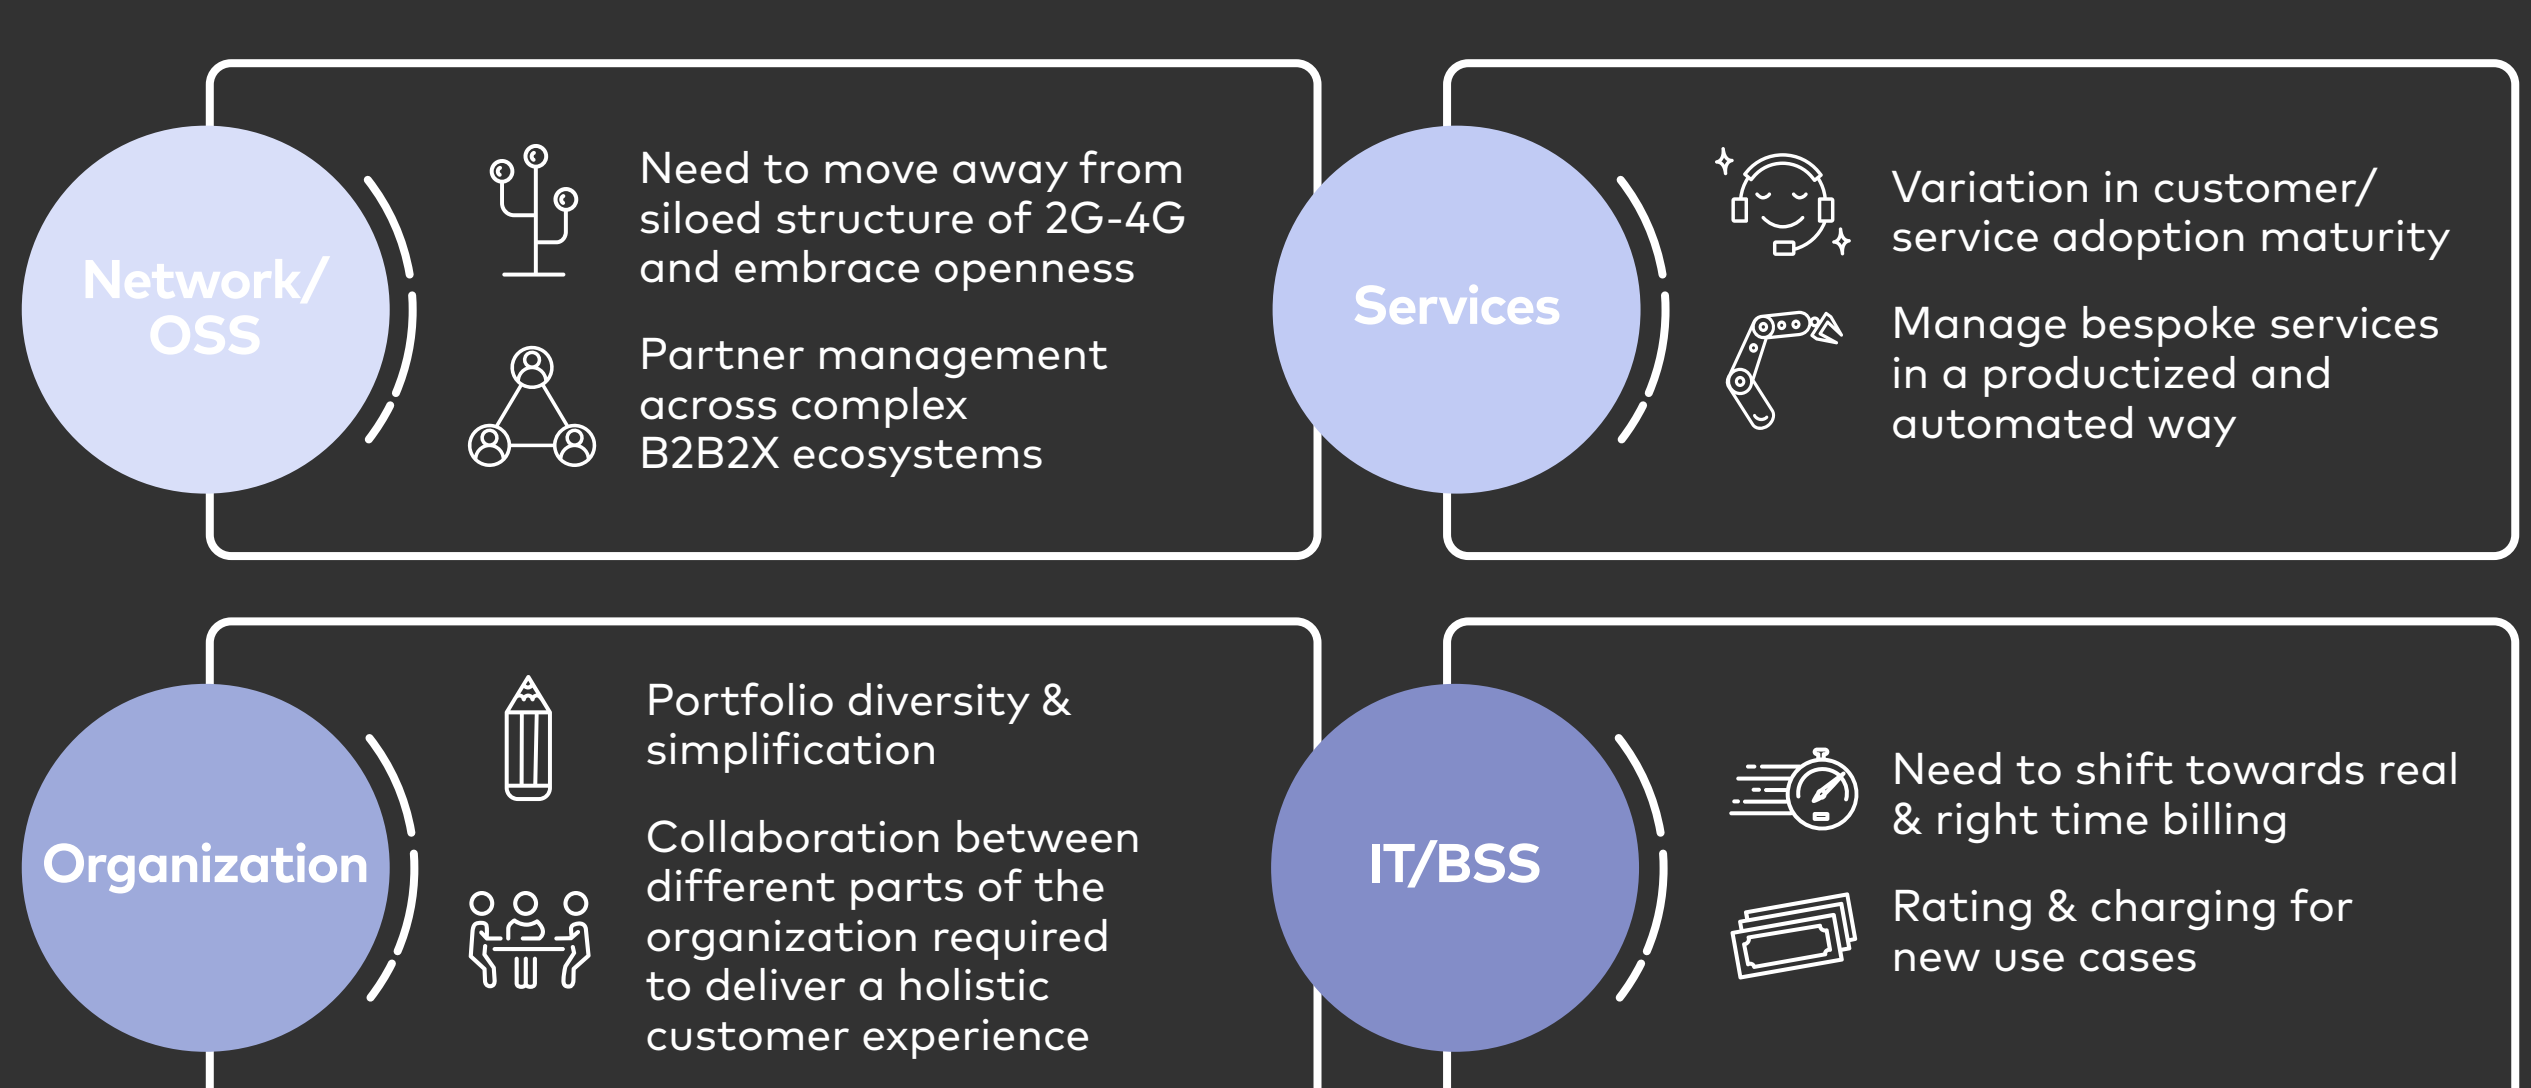 Network/
OSS
Need to move away from
siloed structure of 2G-4G
and embrace openness
Partner management
across complex
B2B2X ecosystems
Services
Variation in customer/
service adoption maturity
Manage bespoke services
in a productized and
automated way
Organization
Portfolio diversity &
simplification
Collaboration between
different parts of the
organization required
to deliver a holistic
customer experience
IT/BSS
Need to shift towards real
& right time billing
Rating & charging for
new use cases